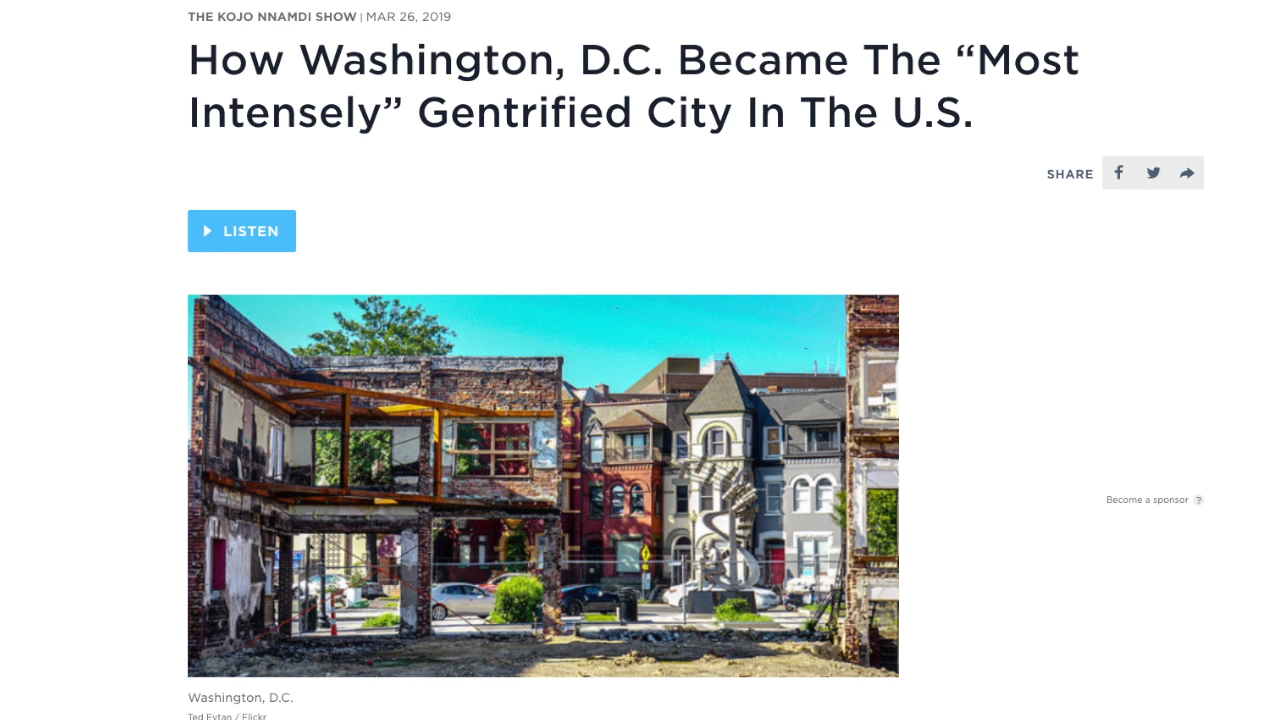 THE KOJO NNAMDI SHOW | MAR 26, 2019
How Washington, D.C. Became The “Most
Intensely” Gentrified City In The U.S.
SHARE
LISTEN
Become a sponsor ?
Washington, D.C.
Ted Eytan / Flickr